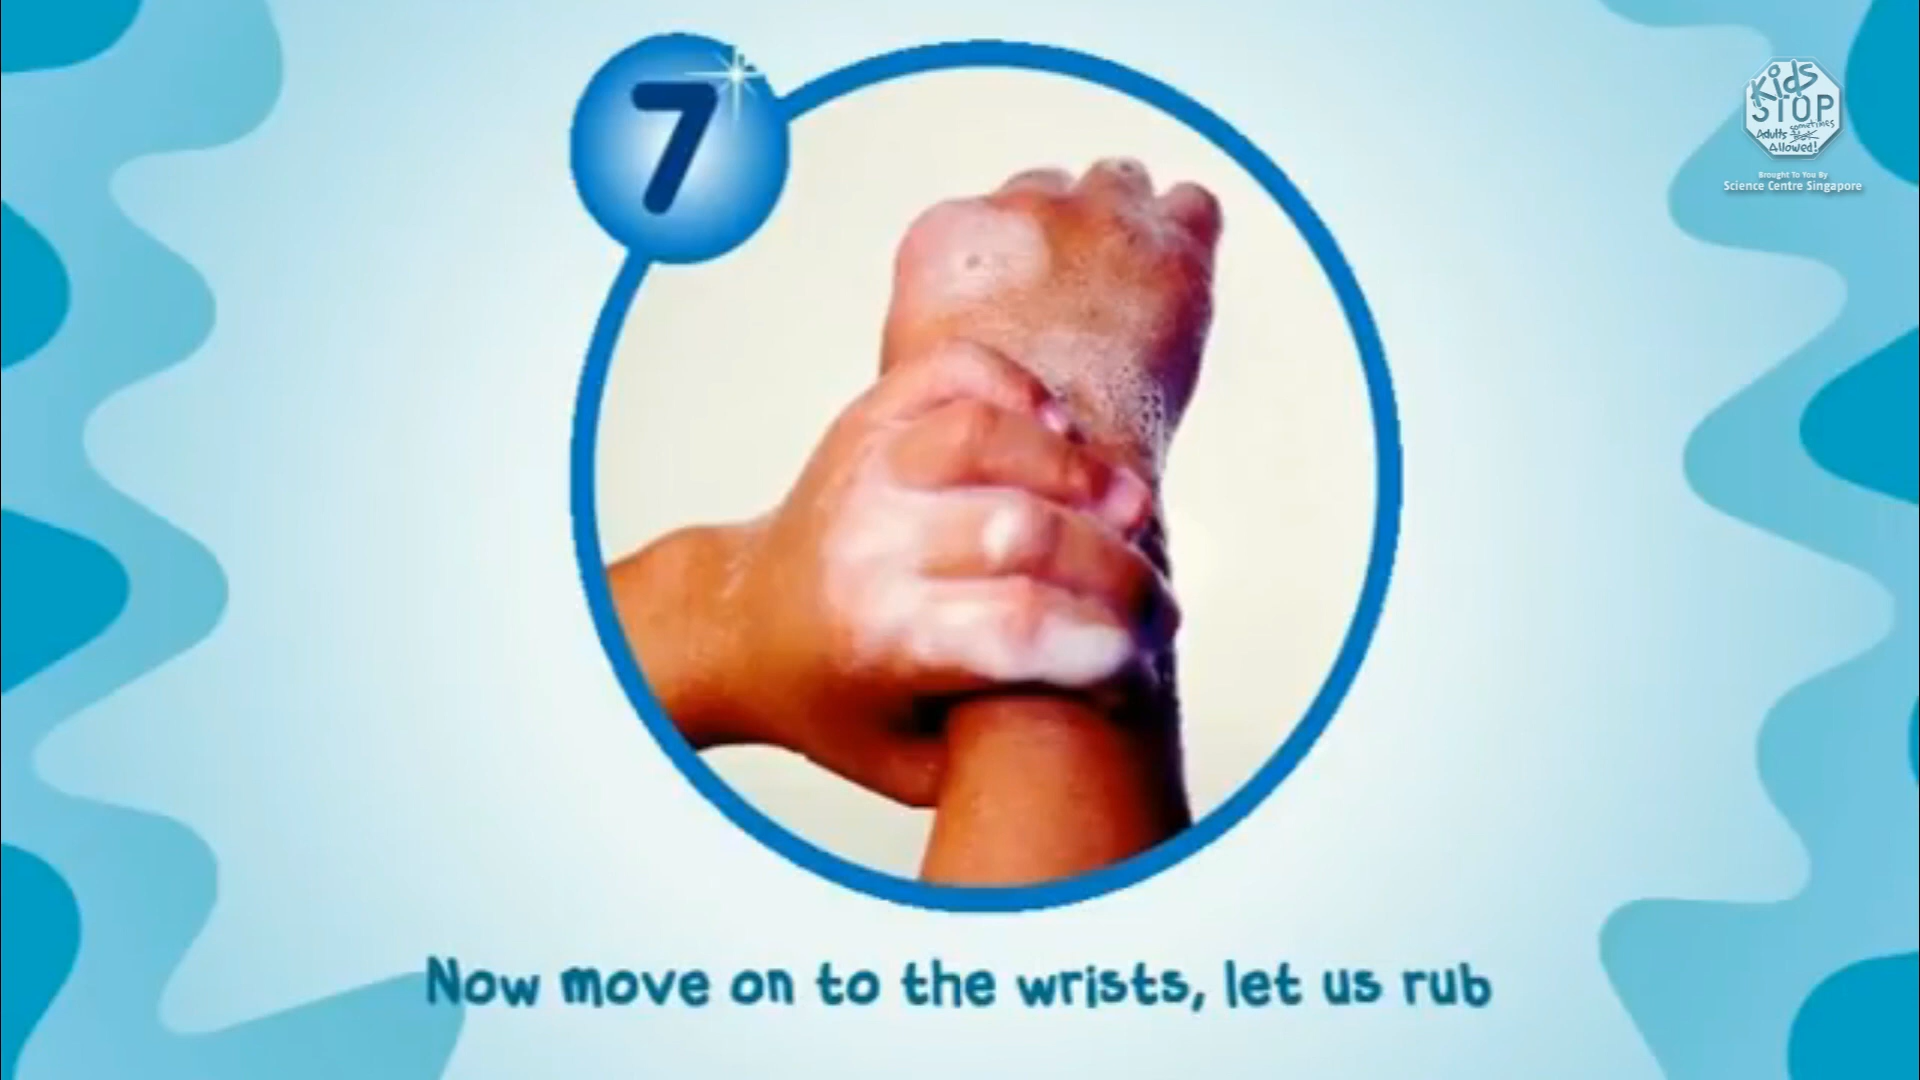 7
Kids
STOP
Adults sometimes
Allowed!
Brought To You By
Science Centre Singapore
Now move on to the wrists, let us rub